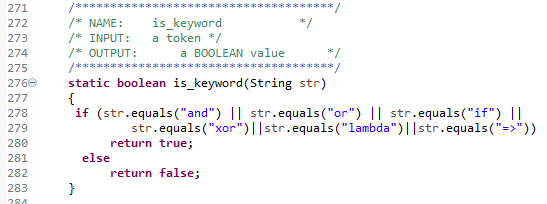 271 /***********************************/
272 /* NAME:    is_keyword            */
273 /* INPUT:   a token */
274 /* OUTPUT:      a BOOLEAN value      */
275 /***********************************/
276 static boolean is_keyword(String str)
277 {
278  if (str.equals("and") || str.equals("or") || str.equals("if") ||
279         str.equals("xor")||str.equals("lambda")||str.equals("=>"))
280      return true;
281   else
282      return false;
283 }
284